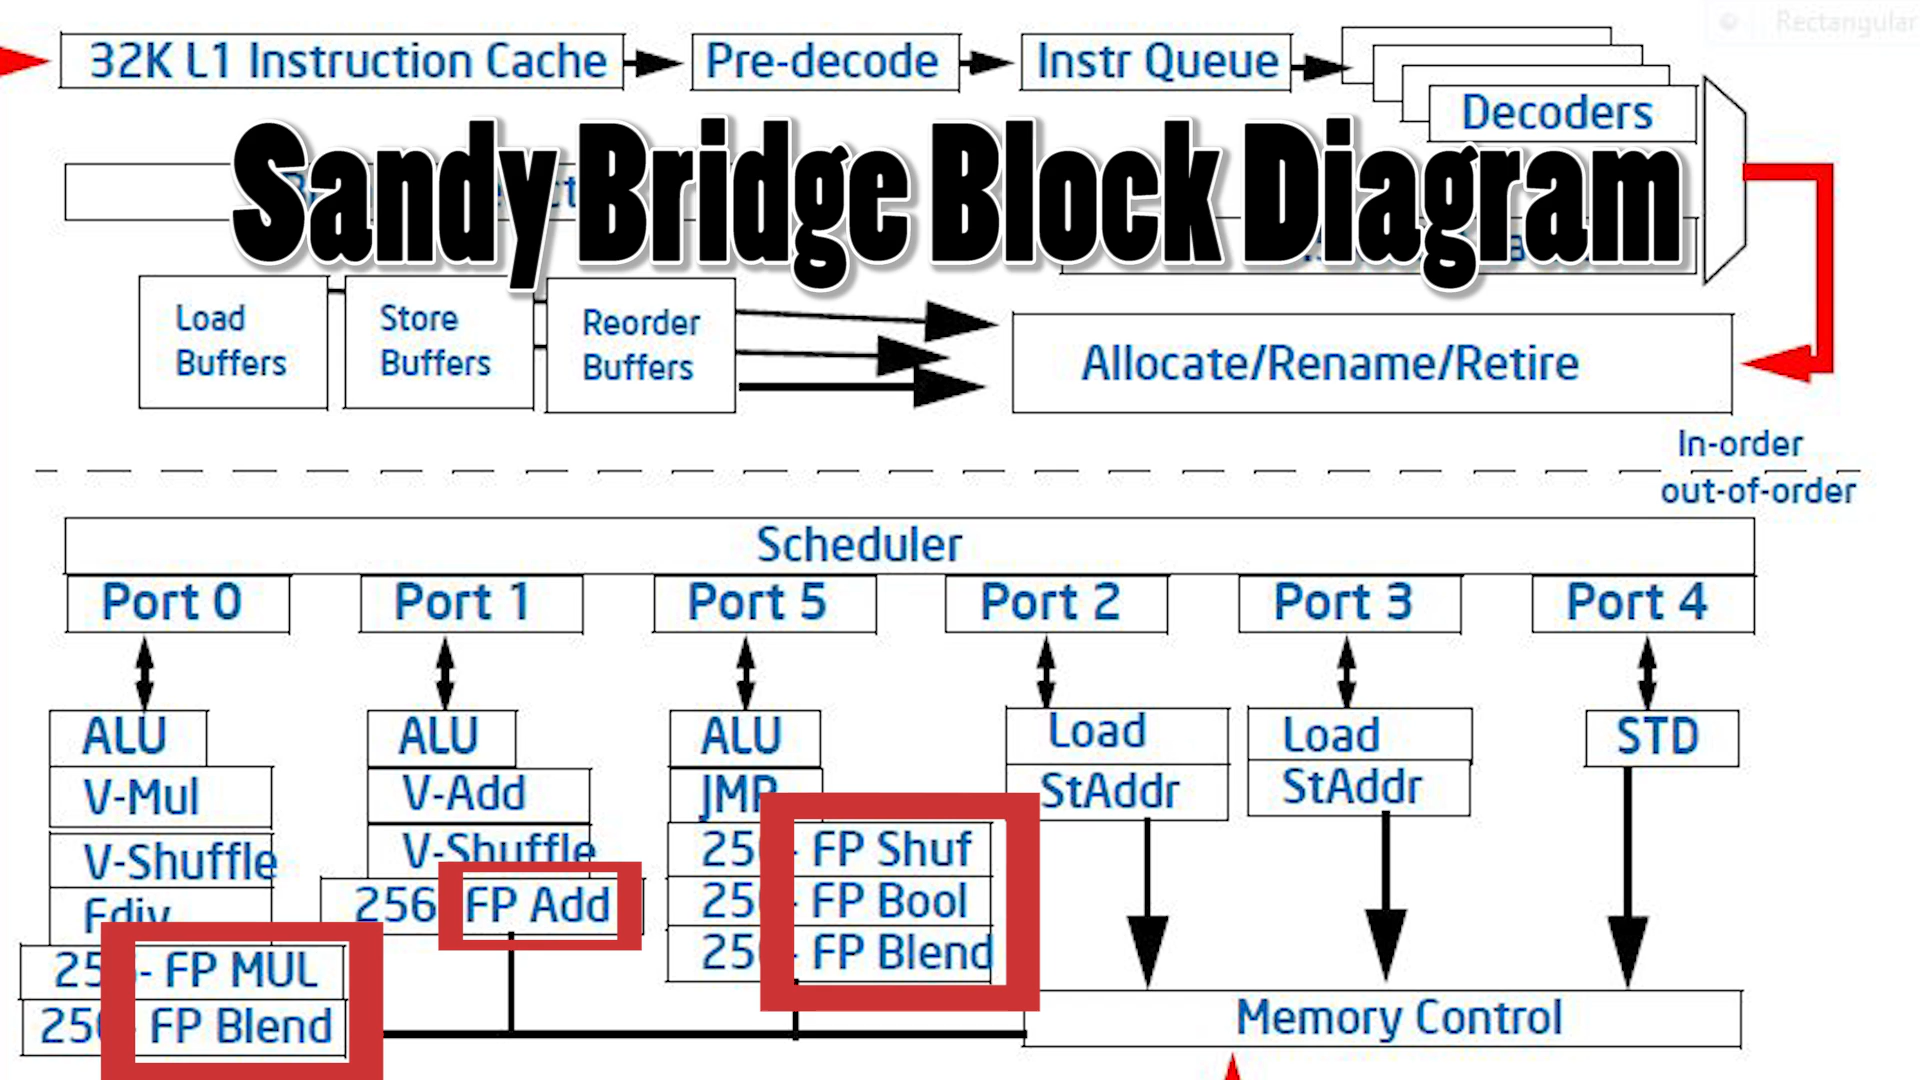 Rectangular
32K L1 Instruction Cache
Pre-decode
Instr Queue
Decoders
Sandy Bridge Block Diagram
Load
Buffers
Store
Buffers
Reorder
Buffers
Allocate/Rename/Retire
In-order
out-of-order
Scheduler
Port 0
Port 1
Port 5
Port 2
Port 3
Port 4
ALU
V-Mul
V-Shuffle
Fdiv
FP MUL
FP Blend
ALU
V-Add
V-Shuffle
256 FP Add
ALU
JMP
FP Shuf
FP Bool
FP Blend
Load
StAddr
Load
StAddr
STD
Memory Control